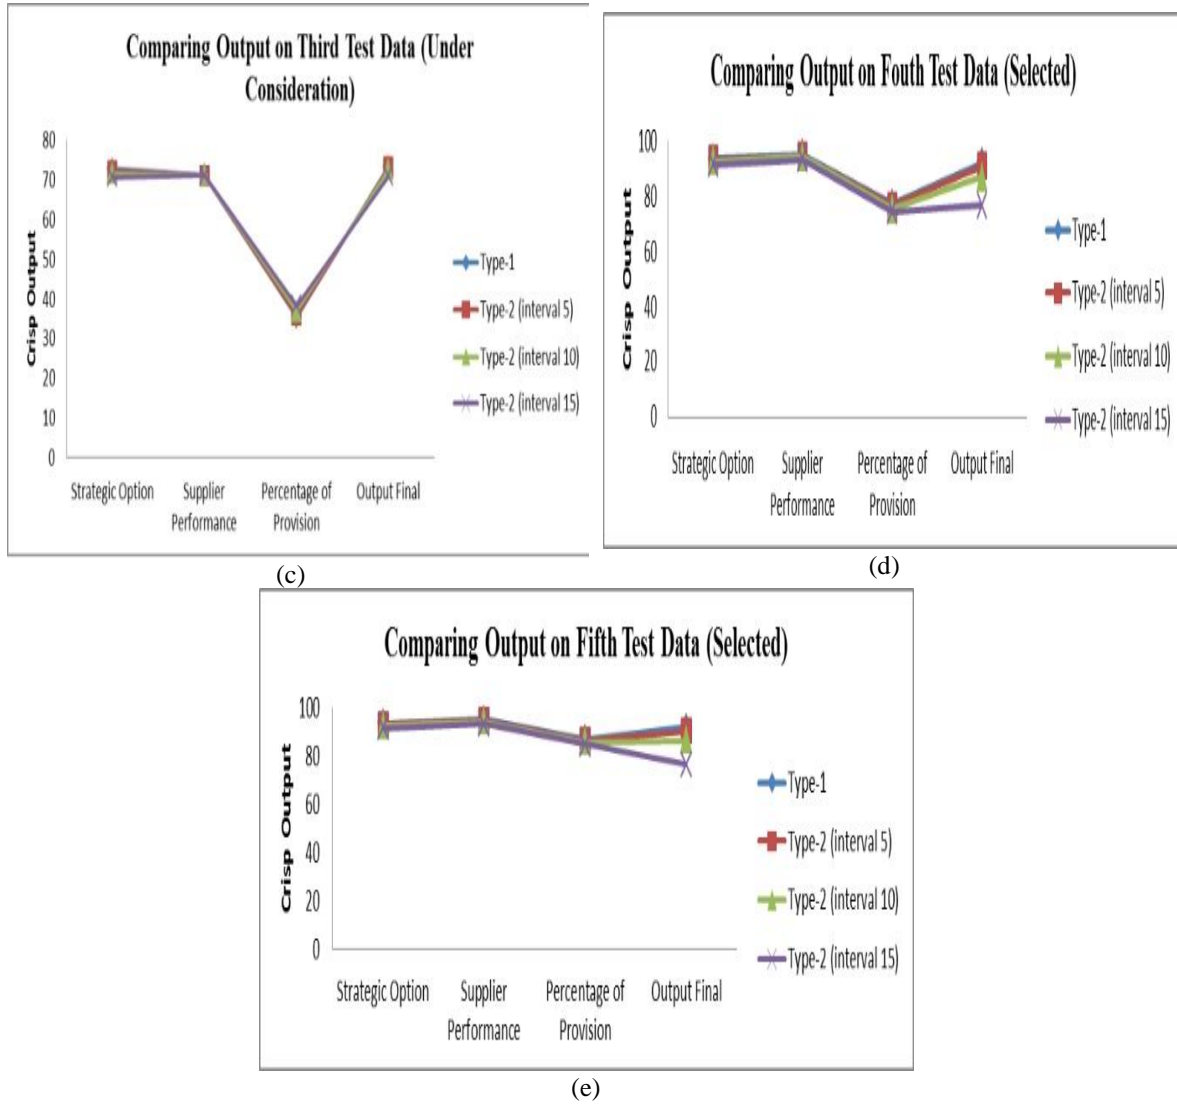 Comparing Output on Third Test Data (Under
Consideration)
Crisp Output
80
70
60
50
40
30
20
10
0
Strategic Option
Supplier
Performance
Percentage of
Provision
Output Final
Type-1
Type-2 (interval 5)
Type-2 (interval 10)
Type-2 (interval 15)
(c)
Comparing Output on Fouth Test Data (Selected)
Crisp Output
100
80
60
40
20
0
Strategic Option
Supplier
Performance
Percentage of
Provision
Output Final
Type-1
Type-2 (interval 5)
Type-2 (interval 10)
Type-2 (interval 15)
(d)
Comparing Output on Fifth Test Data (Selected)
Crisp Output
100
80
60
40
20
0
Strategic Option
Supplier
Performance
Percentage of
Provision
Output Final
Type-1
Type-2 (interval 5)
Type-2 (interval 10)
Type-2 (interval 15)
(e)